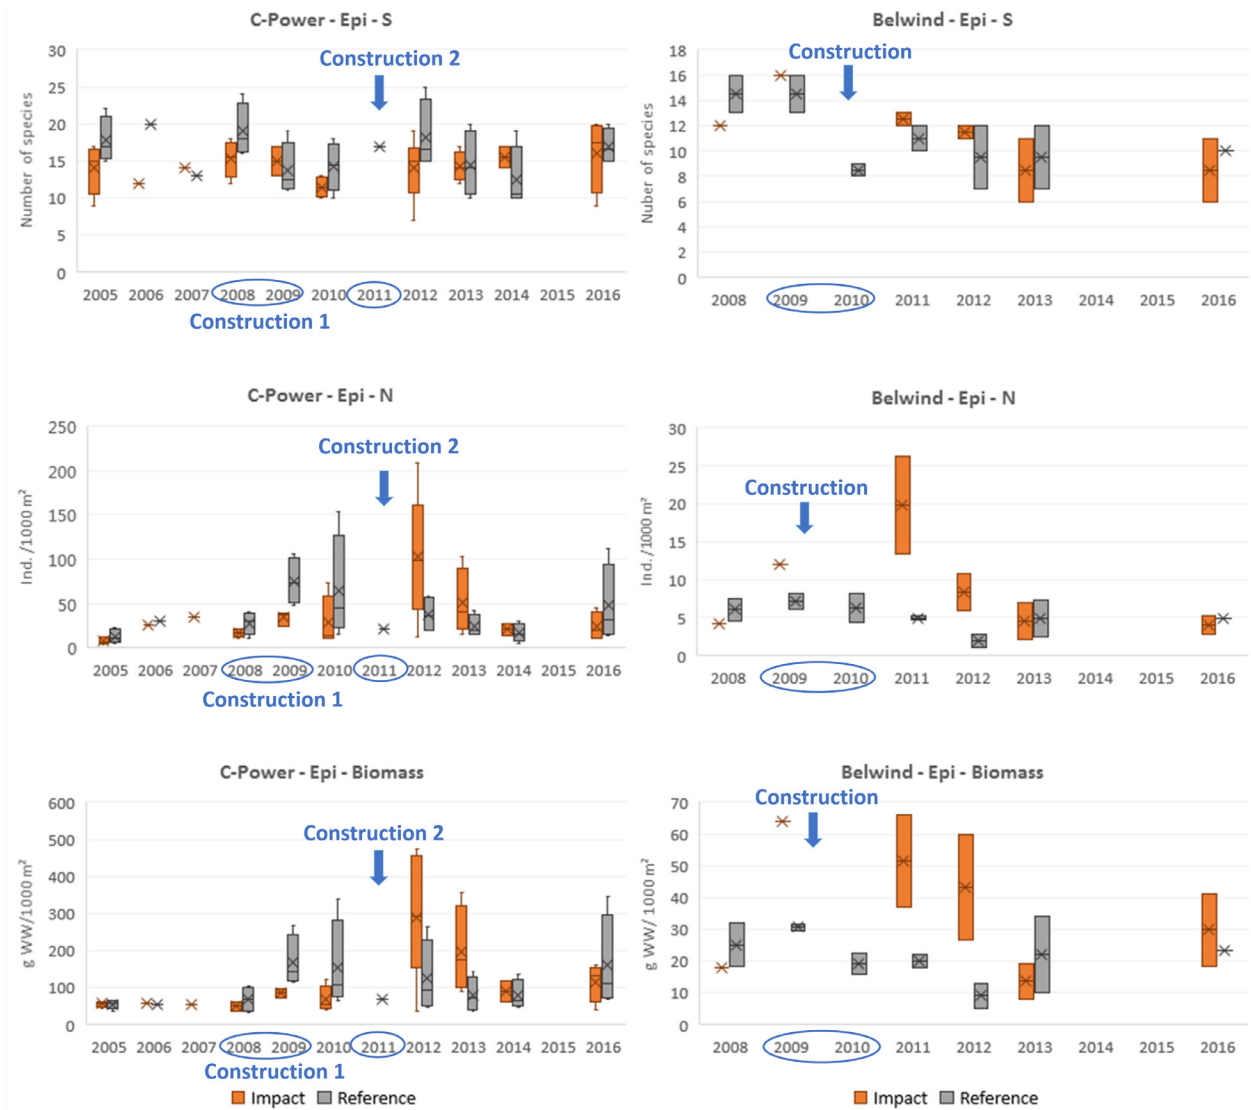 C-Power - Epi - S
Construction 2
Number of species
30
25
20
15
10
5
0
2005 2006 2007 2008 2009 2010 2011 2012 2013 2014 2015 2016
Construction 1
Belwind - Epi - S
Construction
Nuber of species
18
16
14
12
10
8
6
4
2
0
2008 2009 2010 2011 2012 2013 2014 2015 2016
C-Power - Epi - N
Construction 2
Ind./1000 m²
250
200
150
100
50
0
2005 2006 2007 2008 2009 2010 2011 2012 2013 2014 2015 2016
Construction 1
Belwind - Epi - N
Construction
Ind./1000 m²
30
25
20
15
10
5
0
2008 2009 2010 2011 2012 2013 2014 2015 2016
C-Power - Epi - Biomass
Construction 2
g WW/1000 m²
600
500
400
300
200
100
0
2005 2006 2007 2008 2009 2010 2011 2012 2013 2014 2015 2016
Construction 1
Impact Reference
Belwind - Epi - Biomass
Construction
g WW/ 1000 m²
70
60
50
40
30
20
10
0
2008 2009 2010 2011 2012 2013 2014 2015 2016
Impact Reference